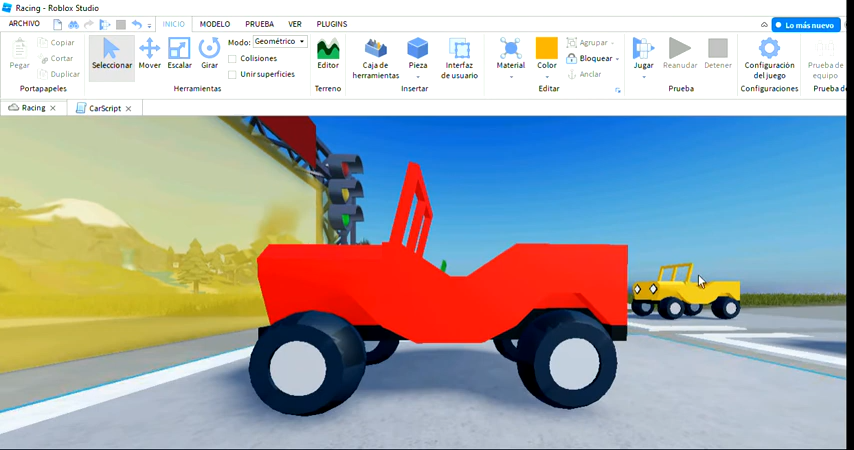 Racing - Roblox Studio
ARCHIVO INICIO MODELO PRUEBA VER PLUGINS Lo más nuevo
Pegar Copiar Cortar Duplicar
Seleccionar Mover Escalar Girar
Modo: Geométrico
Colisiones
Unir superficies
Editor
Caja de herramientas
Pieza
Interfaz de usuario
Material Color
Agrupar
Bloquear
Anclar
Jugar Reanudar Detener
Configuración del juego
Prueba de equipo
Portapapeles Herramientas Terreno Insertar Editar Prueba Configuraciones Prueba de
Racing CarScript